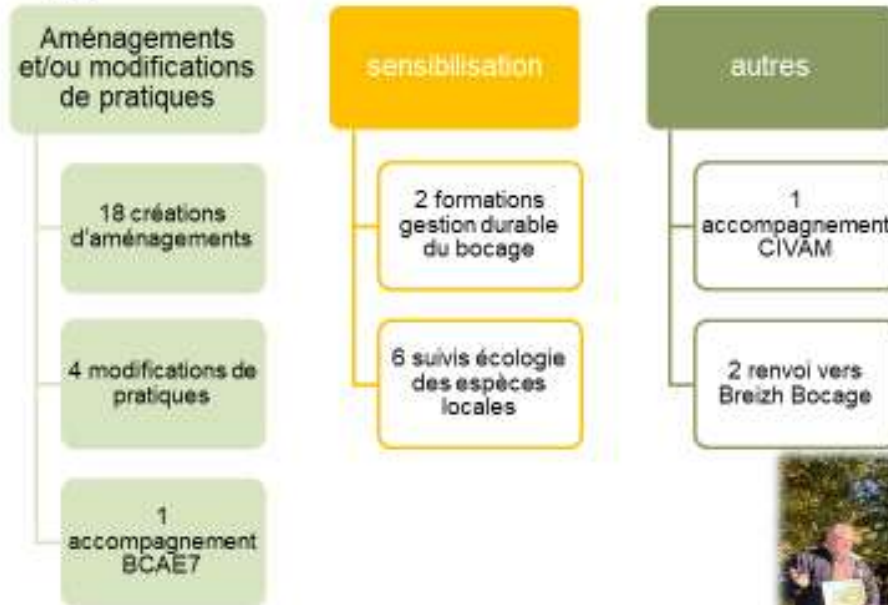 Aménagements
et/ou modifications
de pratiques
18 créations
d'aménagements
4 modifications de
pratiques
1
accompagnement
BCAE7
sensibilisation
2 formations
gestion durable
du bocage
6 suivis écologie
des espèces
locales
autres
1
accompagnement
CIVAM
2 renvoi vers
Breizh Bocage